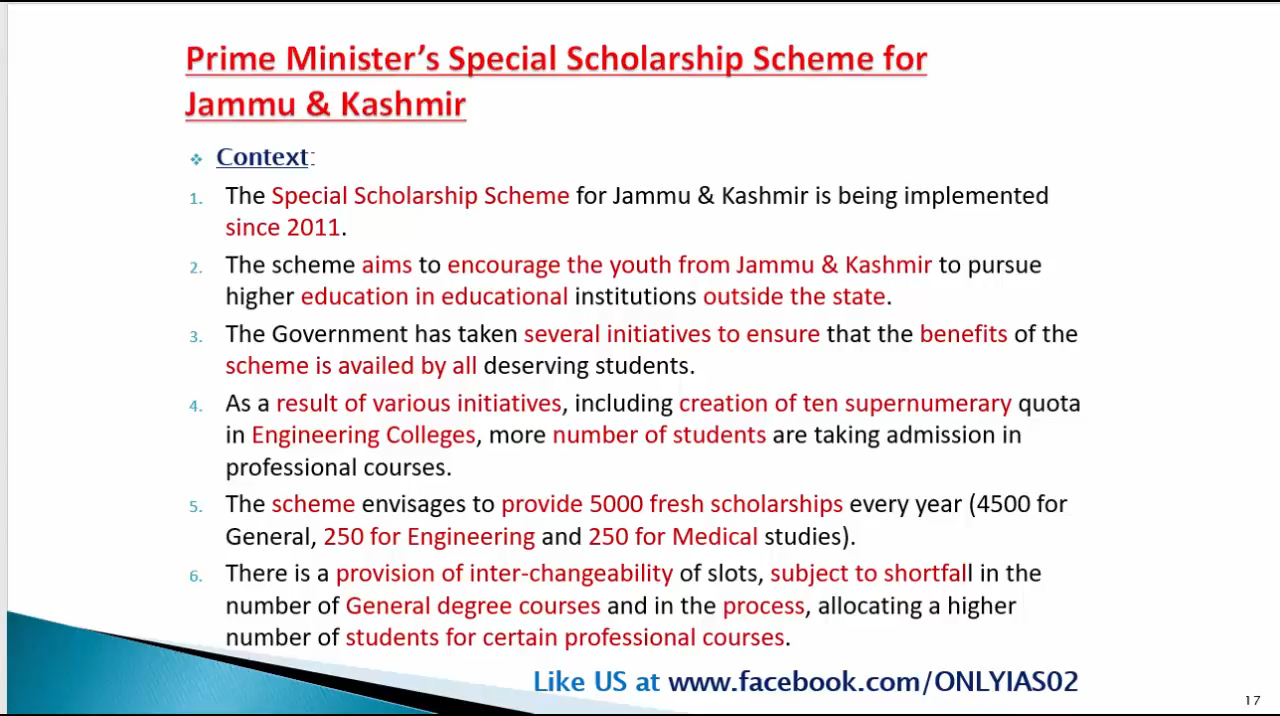 Prime Minister's Special Scholarship Scheme for
Jammu & Kashmir
❖ Context:
1. The Special Scholarship Scheme for Jammu & Kashmir is being implemented
since 2011.
2. The scheme aims to encourage the youth from Jammu & Kashmir to pursue
higher education in educational institutions outside the state.
3. The Government has taken several initiatives to ensure that the benefits of the
scheme is availed by all deserving students.
4. As a result of various initiatives, including creation of ten supernumerary quota
in Engineering Colleges, more number of students are taking admission in
professional courses.
5. The scheme envisages to provide 5000 fresh scholarships every year (4500 for
General, 250 for Engineering and 250 for Medical studies).
6. There is a provision of inter-changeability of slots, subject to shortfall in the
number of General degree courses and in the process, allocating a higher
number of students for certain professional courses.
Like US at www.facebook.com/ONLYIAS02
17